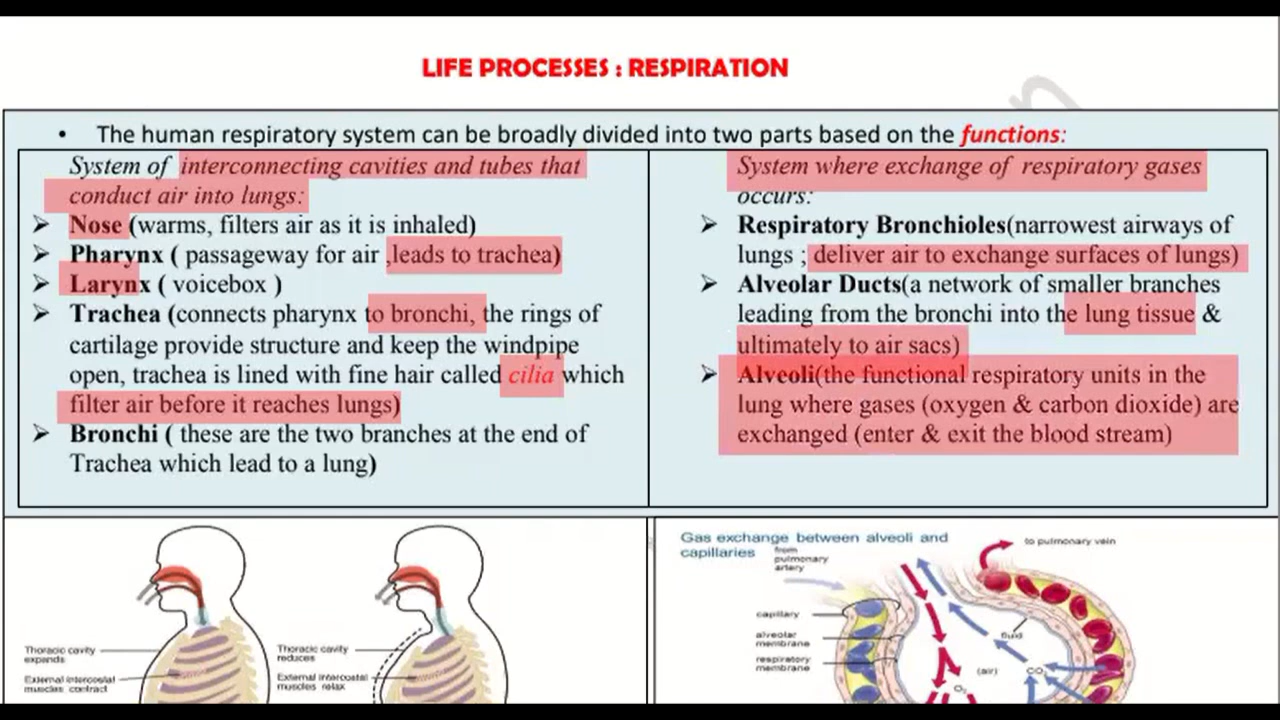 LIFE PROCESSES : RESPIRATION
• The human respiratory system can be broadly divided into two parts based on the functions:
System of interconnecting cavities and tubes that
conduct air into lungs:
➢ Nose (warms, filters air as it is inhaled)
➢ Pharynx ( passageway for air ,leads to trachea)
➢ Larynx ( voicebox )
➢ Trachea (connects pharynx to bronchi, the rings of
cartilage provide structure and keep the windpipe
open, trachea is lined with fine hair called cilia which
filter air before it reaches lungs)
➢ Bronchi ( these are the two branches at the end of
Trachea which lead to a lung)
System where exchange of respiratory gases
occurs:
➢ Respiratory Bronchioles(narrowest airways of
lungs ; deliver air to exchange surfaces of lungs)
➢ Alveolar Ducts(a network of smaller branches
leading from the bronchi into the lung tissue &
ultimately to air sacs)
➢ Alveoli(the functional respiratory units in the
lung where gases (oxygen & carbon dioxide) are
exchanged (enter & exit the blood stream)
Thoracic cavity
expands
External intercostal
muscles contract
Thoracic cavity
reduces
External intercostal
muscles relax
Gas exchange between alveoli and
capillaries
from
pulmonary
artery
to pulmonary vein
capillary
alveolar
membrane
respiratory
membrane
fluid
(air)
CO₂
O₂